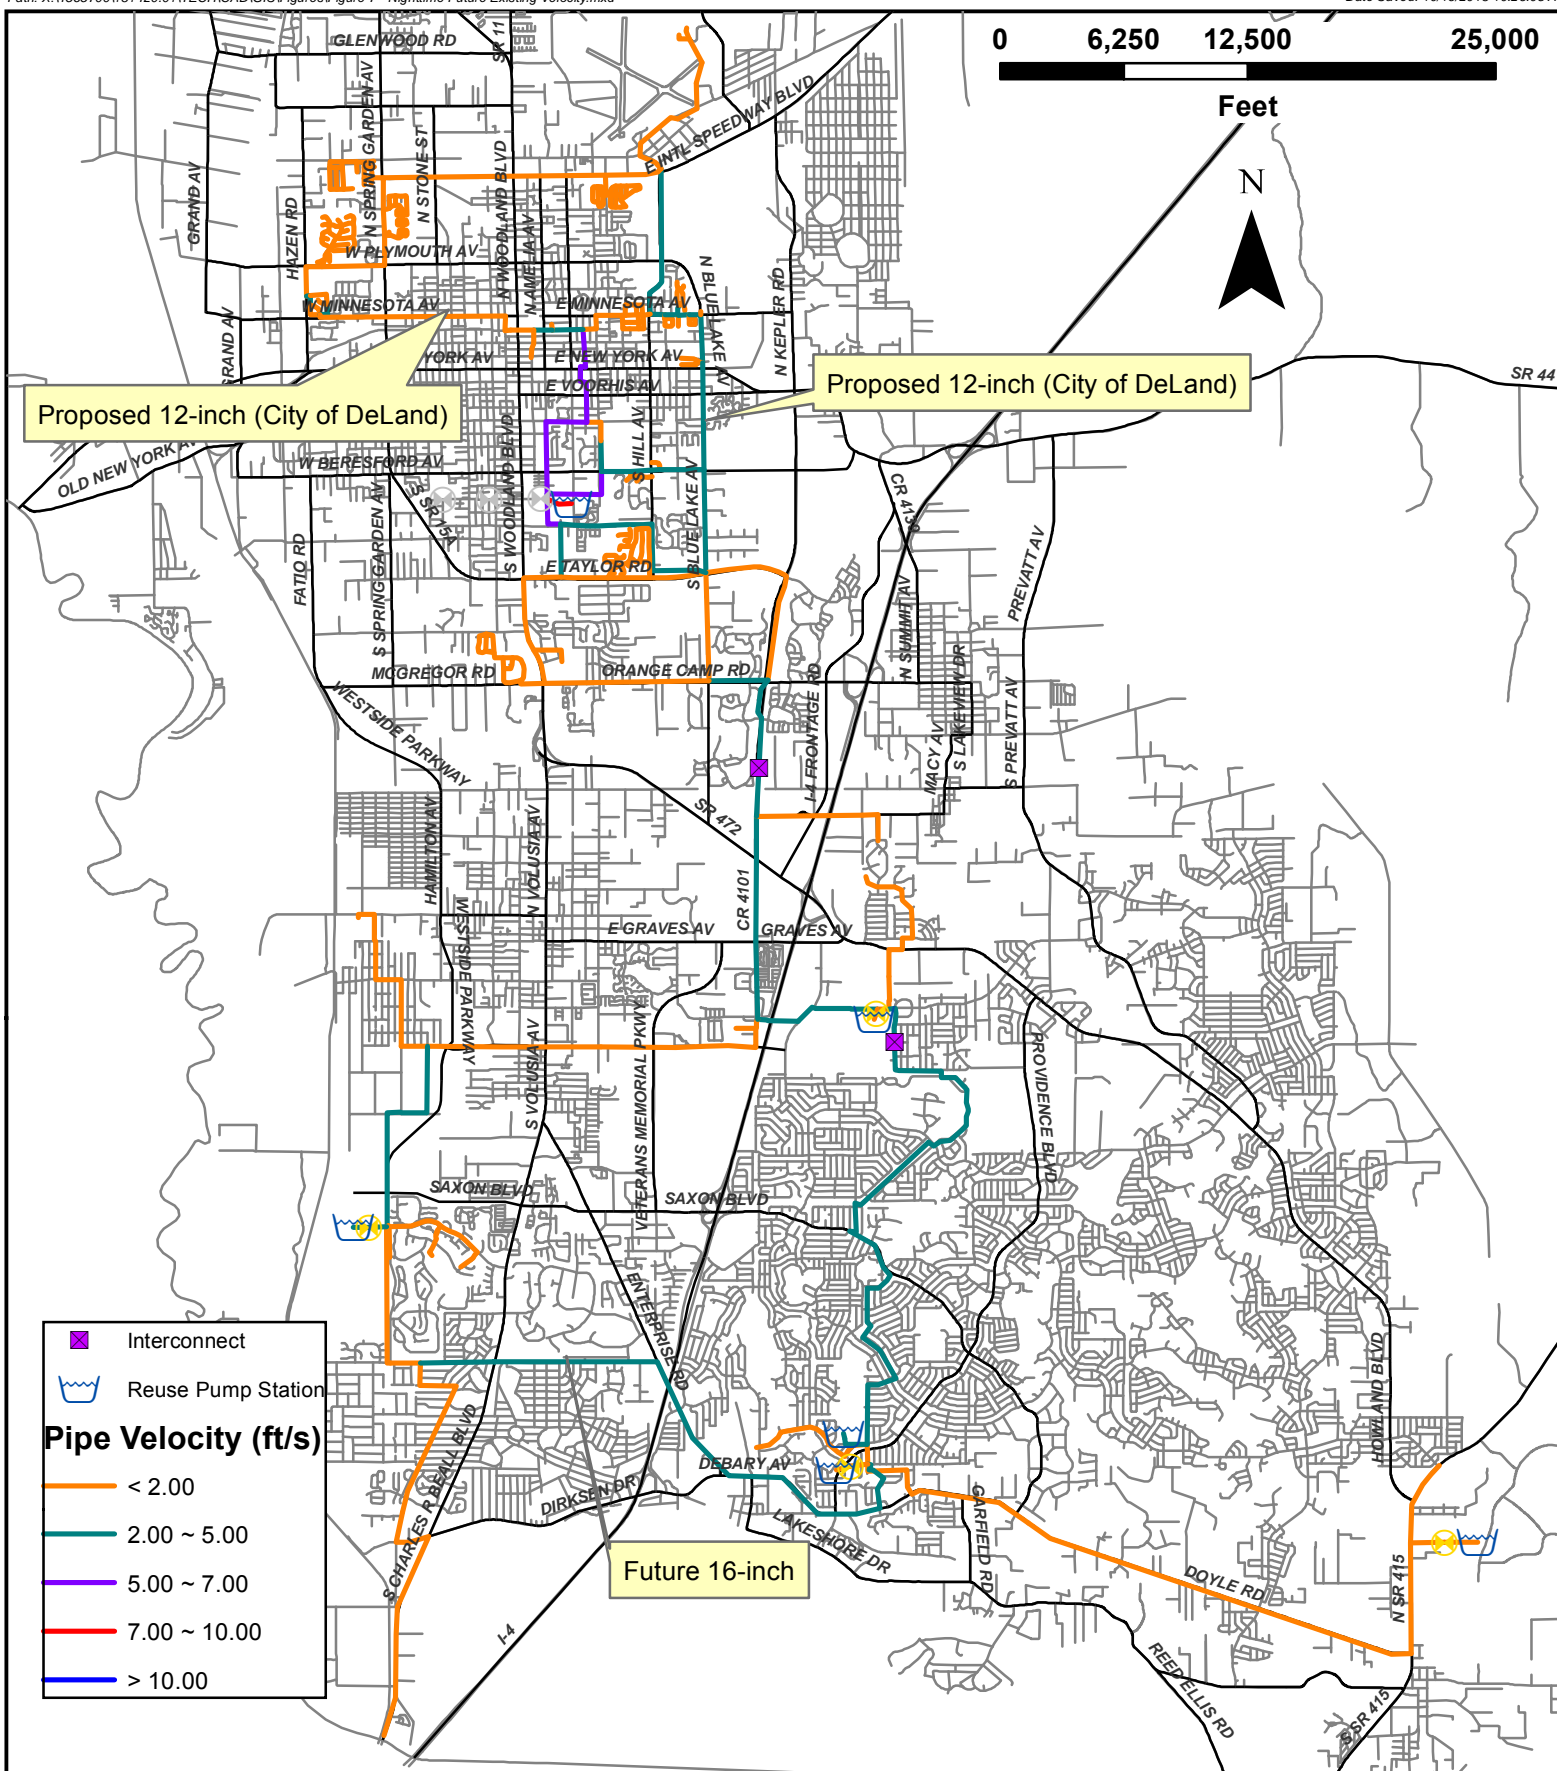 GLENWOOD RD
SR 11
0 6,250 12,500 25,000
Feet
N
E INTL SPEEDWAY BLVD
N SPRING GARDEN AV
N STONE ST
N WOODLAND BLVD
N AMELIA AV
GRAND AV
HAZEN RD
W PLYMOUTH AV
N BLUE LAKE AV
N KEPLER RD
W MINNESOTA AV
E MINNESOTA AV
GRAND AV
YORK AV
E NEW YORK AV
E VOORHIS AV
SR 44
Proposed 12-inch (City of DeLand)
Proposed 12-inch (City of DeLand)
OLD NEW YORK AV
W BERESFORD AV
S WOODLAND BLVD
S HILL AV
S BLUE LAKE AV
CR 4139
S SR 15A
FATIO RD
S SPRING GARDEN AV
E TAYLOR RD
PREVATT AV
N SUMMIT AV
S LAKEVIEW DR
MCGREGOR RD
ORANGE CAMP RD
I-4 FRONTAGE RD
WESTSIDE PARKWAY
MACY AV
S PREVATT AV
SR 472
HAMILTON AV
N VOLUSIA AV
CR 4101
WESTSIDE PARKWAY
E GRAVES AV
GRAVES AV
S VOLUSIA AV
VETERANS MEMORIAL PKWY
PROVIDENCE BLVD
SAXON BLVD
SAXON BLVD
ENTERPRISE RD
HOWLAND BLVD
Interconnect
Reuse Pump Station
Pipe Velocity (ft/s)
< 2.00
2.00 ~ 5.00
5.00 ~ 7.00
7.00 ~ 10.00
> 10.00
S CHARLES R BEALL BLVD
DIRKSEN DR
DEBARY AV
LAKESHORE DR
GARFIELD RD
DOYLE RD
N SR 415
Future 16-inch
I-4
REED ELLIS RD
S SR 415